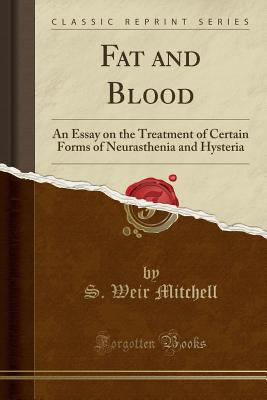 CLASSIC REPRINT SERIES
FAT AND
BLOOD
An Essay on the Treatment of Certain
Forms of Neurasthenia and Hysteria
F
by
S. Weir Mitchell
Forgotten Books